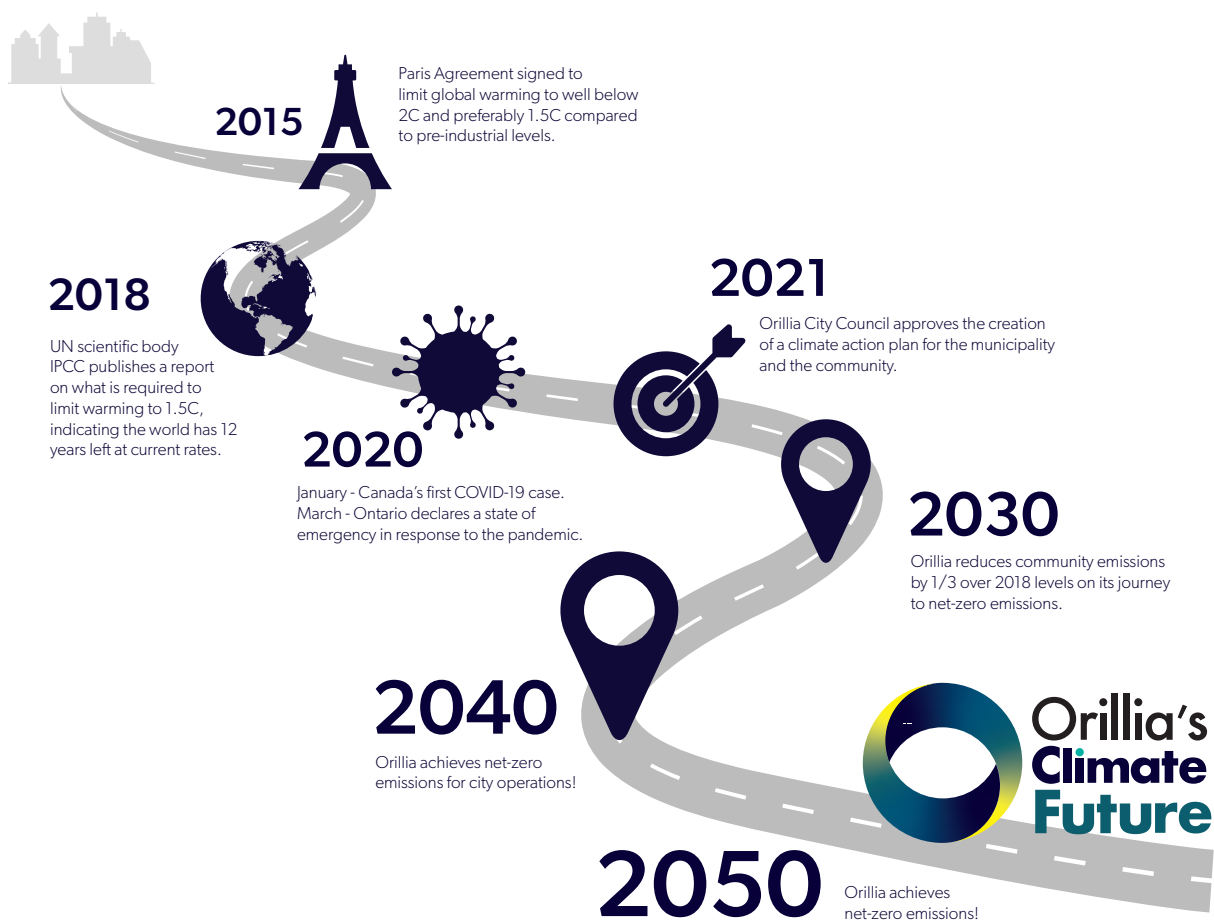 2015
Paris Agreement signed to
limit global warming to well below
2C and preferably 1.5C compared
to pre-industrial levels.
2018
UN scientific body
IPCC publishes a report
on what is required to
limit warming to 1.5C,
indicating the world has 12
years left at current rates.
2020
January - Canada's first COVID-19 case.
March - Ontario declares a state of
emergency in response to the pandemic.
2021
Orillia City Council approves the creation
of a climate action plan for the municipality
and the community.
2030
Orillia reduces community emissions
by 1/3 over 2018 levels on its journey
to net-zero emissions.
2040
Orillia achieves net-zero
emissions for city operations!
Orillia's
Climate
Future
2050
Orillia achieves
net-zero emissions!